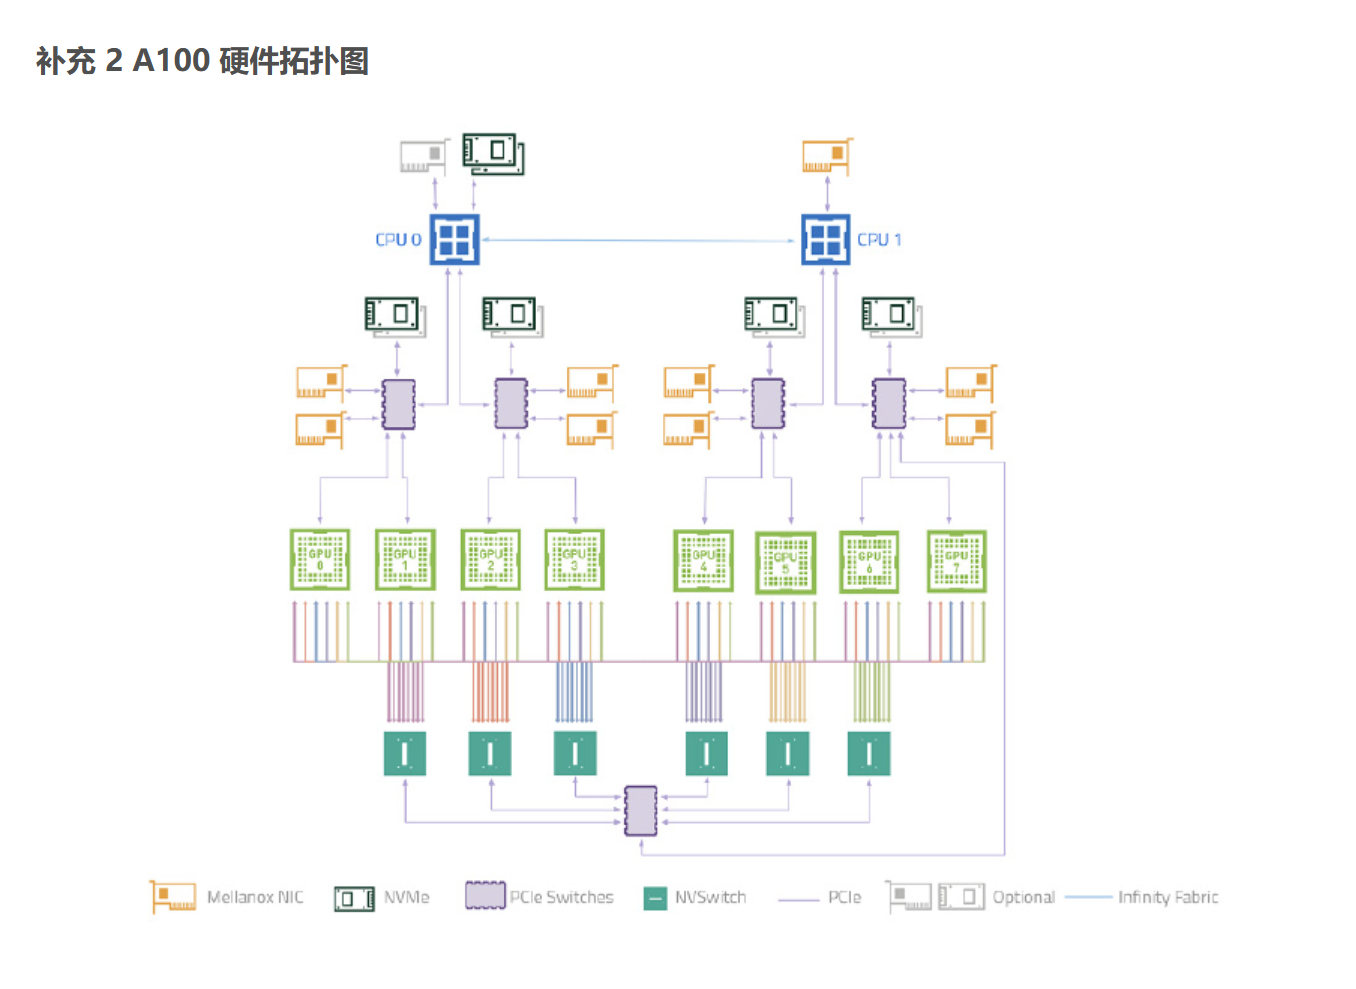 补充 2 A100 硬件拓扑图
CPU 0
CPU 1
GPU
0
GPU
1
GPU
2
GPU
3
GPU
4
GPU
5
GPU
6
GPU
7
Mellanox NIC
NVMe
PCIe Switches
NVSwitch
PCIe
Optional
Infinity Fabric